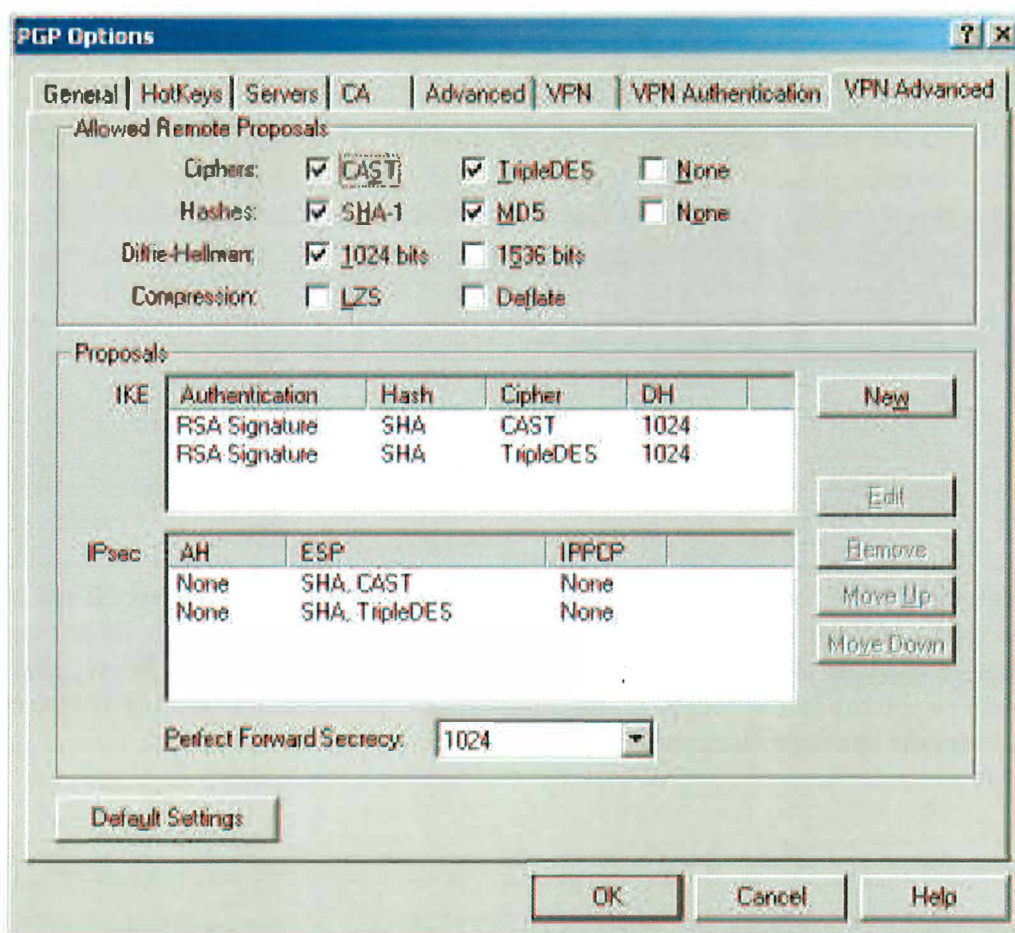 PGP Options
General HotKeys Servers CA Advanced VPN VPN Authentication VPN Advanced
Allowed Remote Proposals
Ciphers: CAST TripleDES None
Hashes: SHA-1 MD5 None
Diffie-Hellman: 1024 bits 1536 bits
Compression: LZS Deflate
Proposals
IKE Authentication Hash Cipher DH New
RSA Signature SHA CAST 1024
RSA Signature SHA TripleDES 1024
Edit
IPsec AH ESP IPPCP Remove
None SHA, CAST None
None SHA, TripleDES None
Move Up
Move Down
Perfect Forward Secrecy: 1024
Default Settings
OK Cancel Help